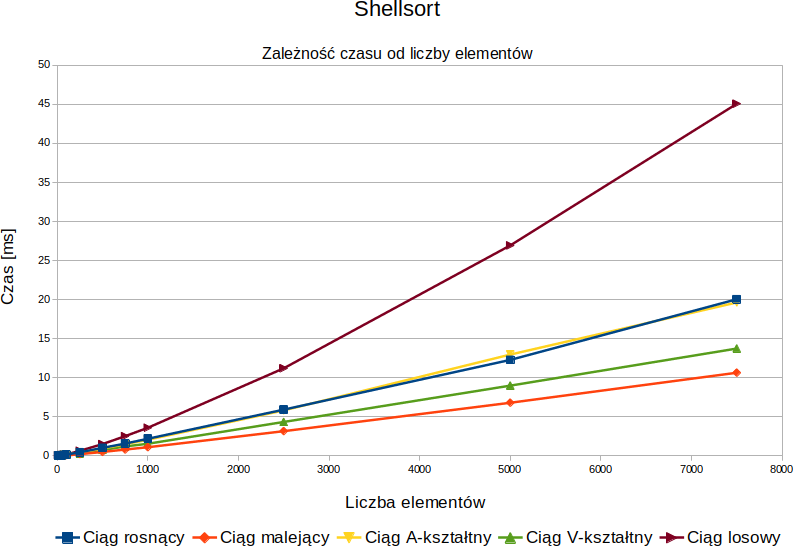 Shellsort
Zależność czasu od liczby elementów
50
45
40
35
30
25
20
15
10
5
0
Czas [ms]
0 1000 2000 3000 4000 5000 6000 7000 8000
Liczba elementów
Ciąg rosnący Ciąg malejący Ciąg A-kształtny Ciąg V-kształtny Ciąg losowy